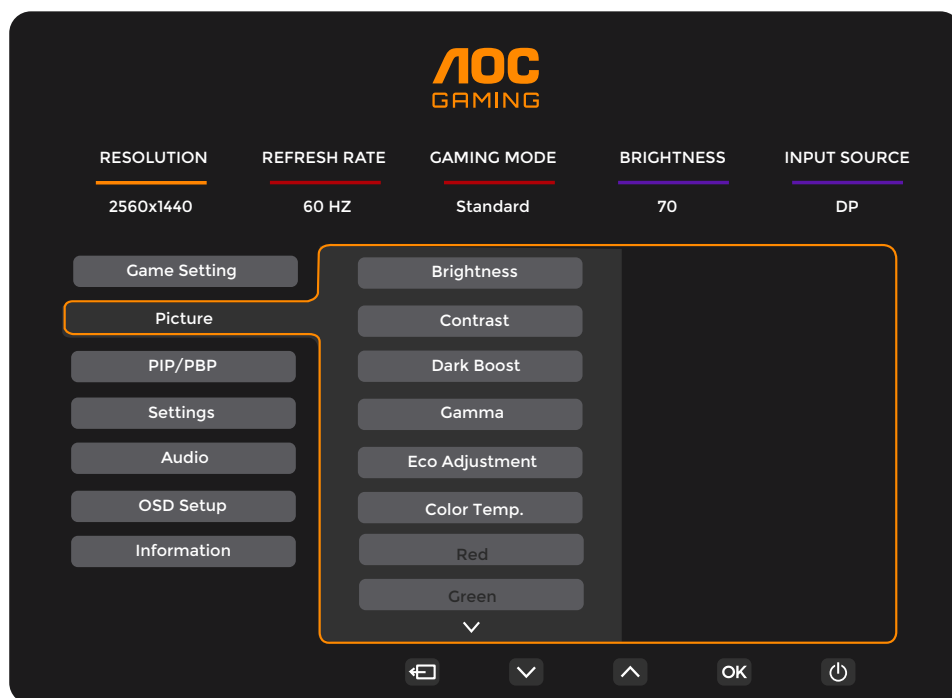 AOC
GAMING
RESOLUTION REFRESH RATE GAMING MODE BRIGHTNESS INPUT SOURCE
2560x1440 60 HZ Standard 70 DP
Game Setting
Picture
PIP/PBP
Settings
Audio
OSD Setup
Information
Brightness
Contrast
Dark Boost
Gamma
Eco Adjustment
Color Temp.
Red
Green
OK